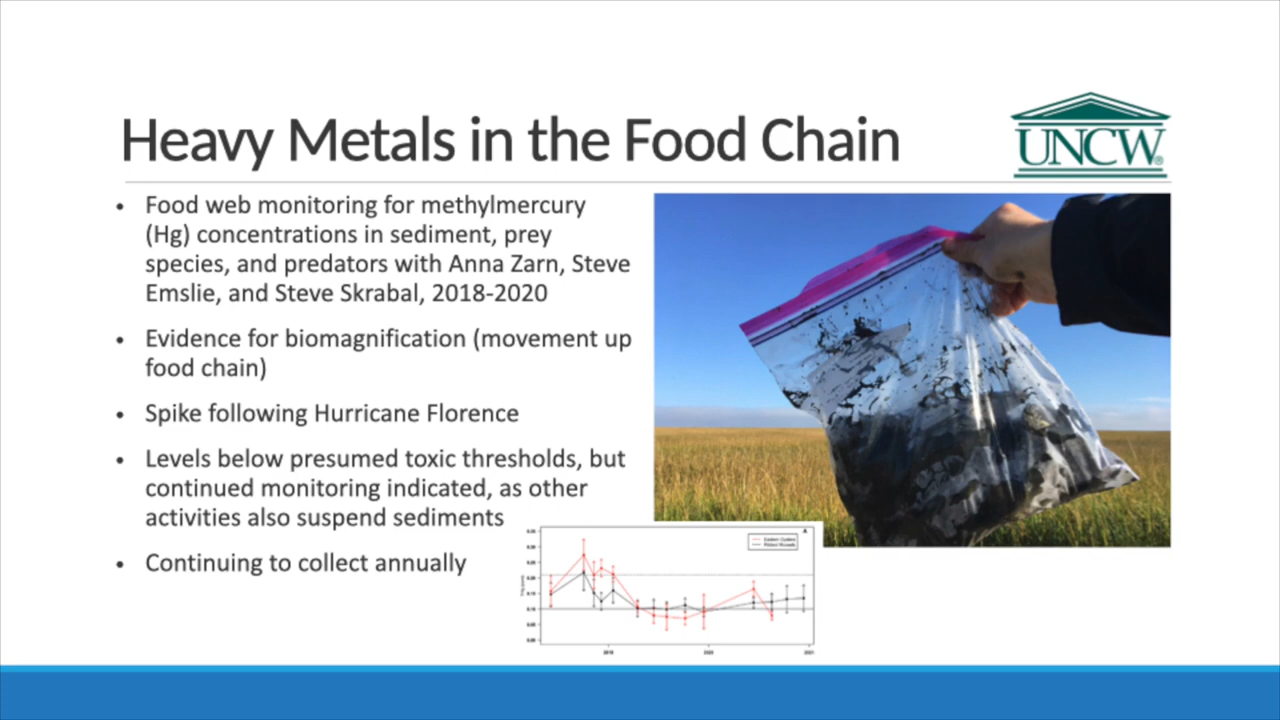 Heavy Metals in the Food Chain
UNCW®
• Food web monitoring for methylmercury
(Hg) concentrations in sediment, prey
species, and predators with Anna Zarn, Steve
Emslie, and Steve Skrabal, 2018-2020
• Evidence for biomagnification (movement up
food chain)
• Spike following Hurricane Florence
• Levels below presumed toxic thresholds, but
continued monitoring indicated, as other
activities also suspend sediments
• Continuing to collect annually
A
2019
2020
2021